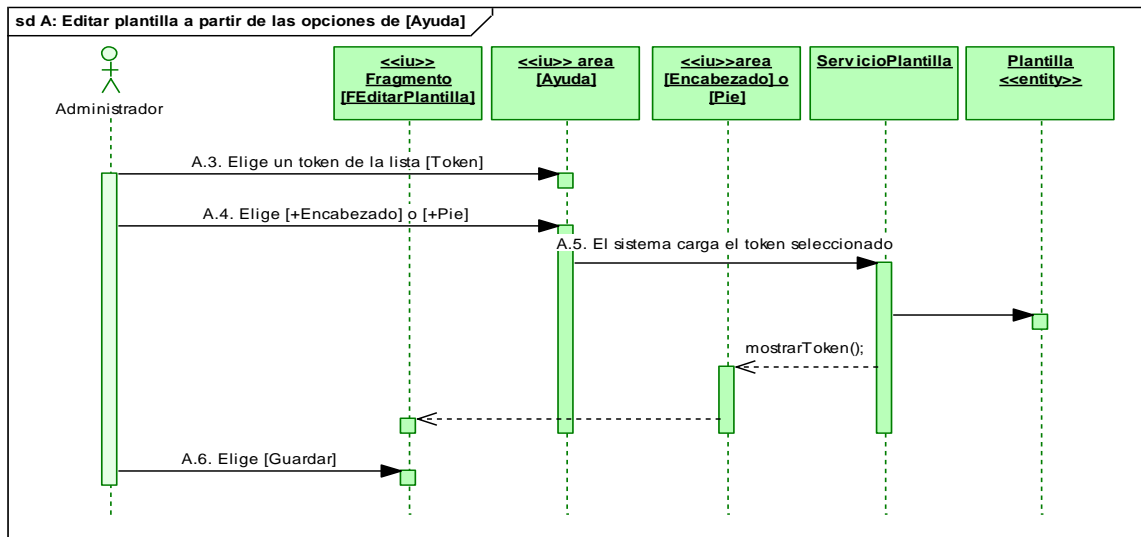 sd A: Editar plantilla a partir de las opciones de [Ayuda]
Administrador
<<iu>>
Fragmento
[FEditarPlantilla]
<<iu>> area
[Ayuda]
<<iu>>area
[Encabezado] o
[Pie]
ServicioPlantilla
Plantilla
<<entity>>
A.3. Elige un token de la lista [Token]
A.4. Elige [+Encabezado] o [+Pie]
A.5. El sistema carga el token seleccionado
mostrarToken();
A.6. Elige [Guardar]